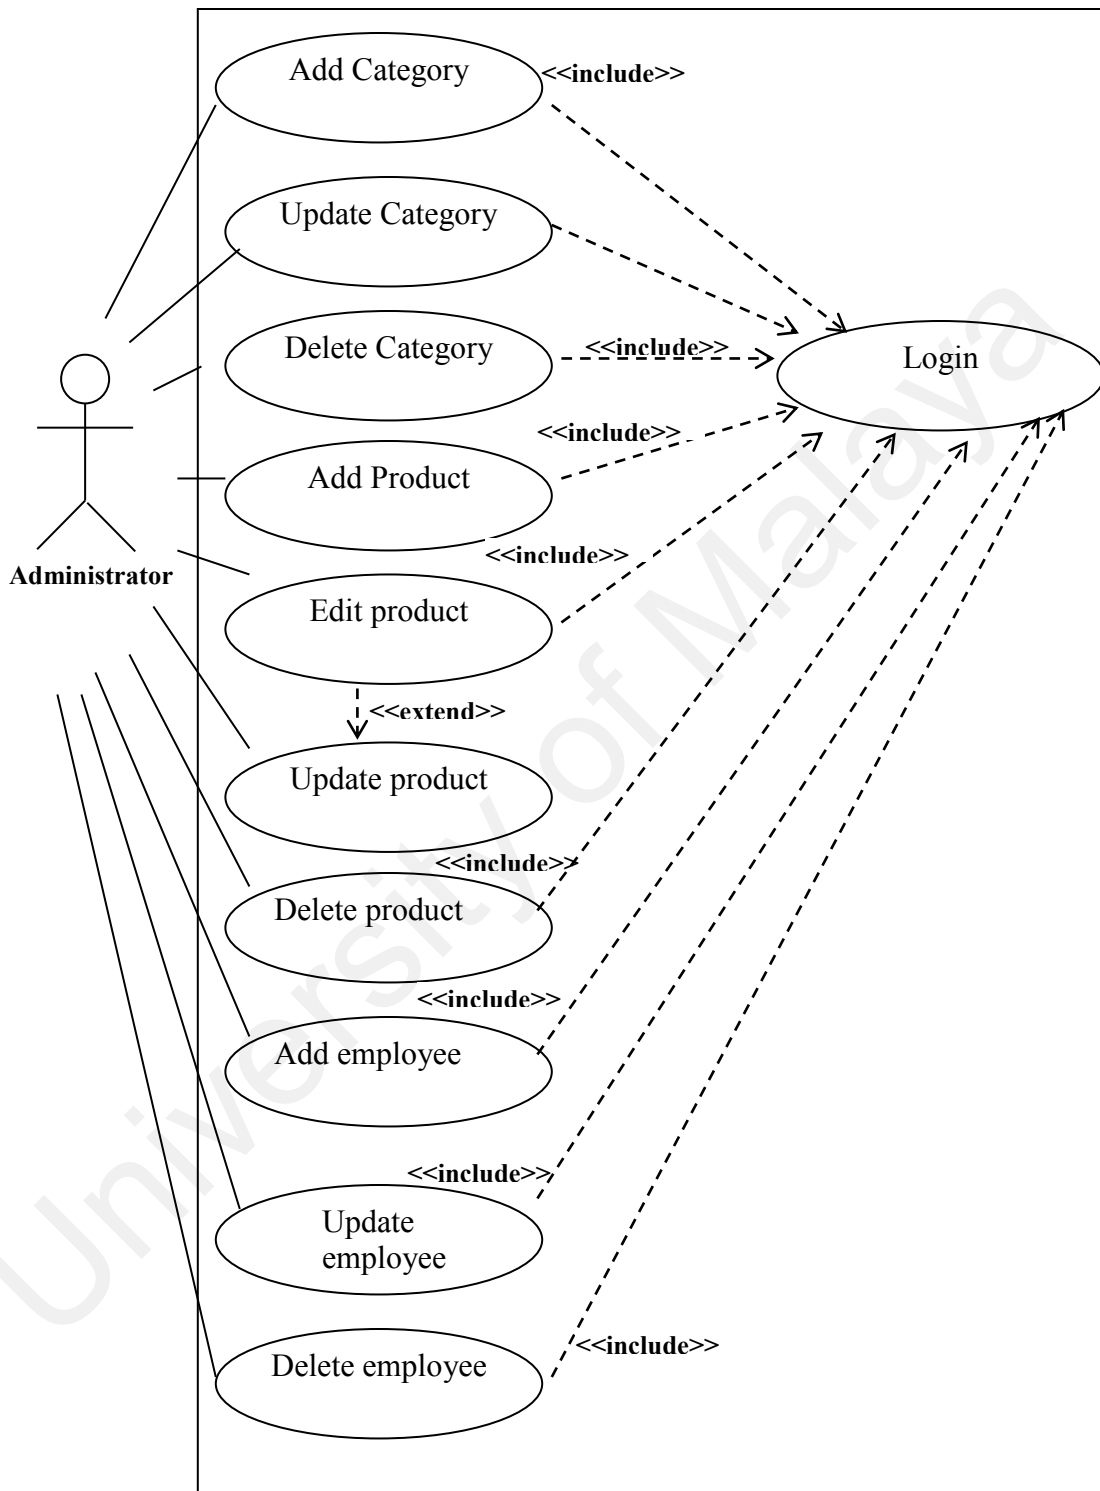 Add Category
<<include>>
Update Category
Delete Category
<<include>>
Login
<<include>>
Add Product
<<include>>
Administrator
Edit product
<<extend>>
Update product
<<include>>
Delete product
<<include>>
Add employee
<<include>>
Update
employee
<<include>>
Delete employee
University of Malaya